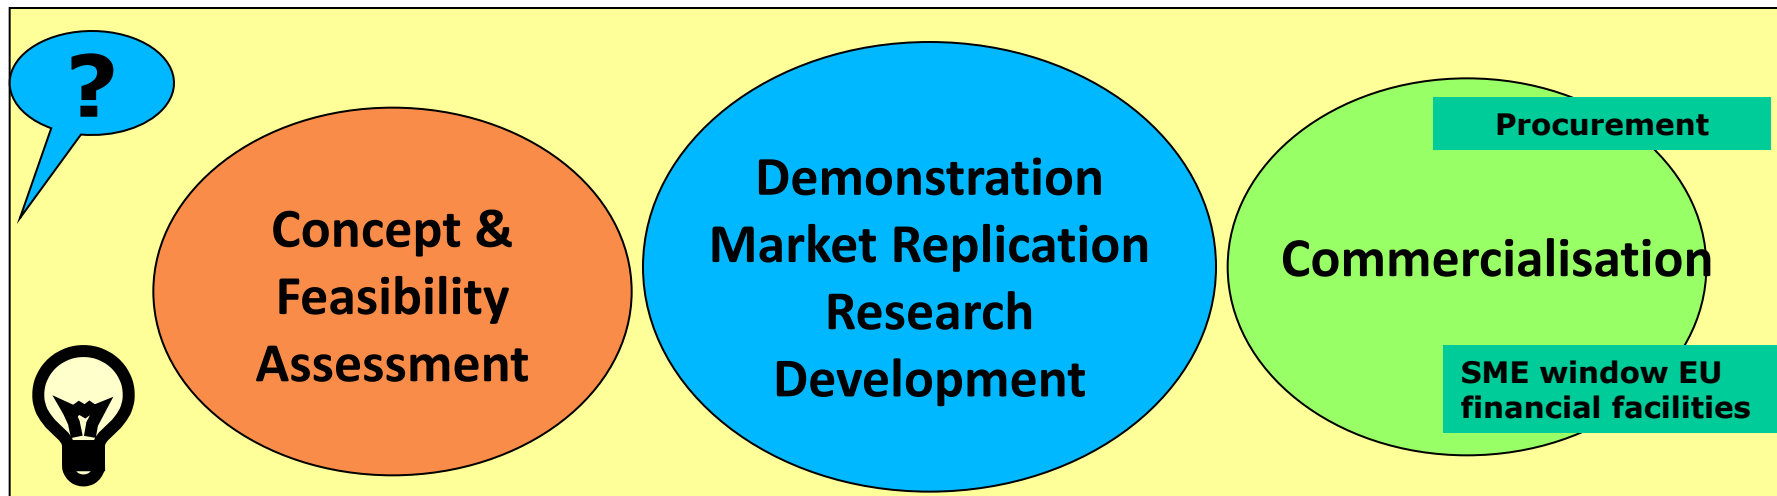 ?
Concept &
Feasibility
Assessment
Demonstration
Market Replication
Research
Development
Procurement
Commercialisation
SME window EU
financial facilities